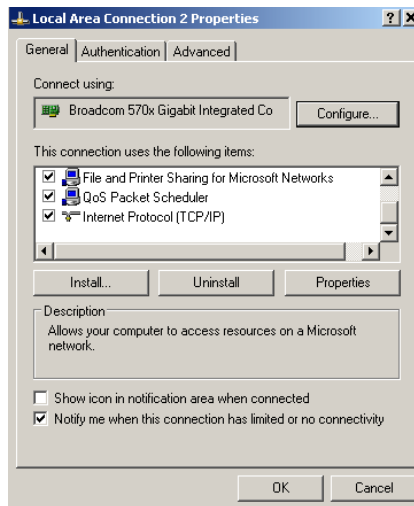 Local Area Connection 2 Properties
General Authentication Advanced
Connect using:
Broadcom 570x Gigabit Integrated Co Configure...
This connection uses the following items:
File and Printer Sharing for Microsoft Networks
QoS Packet Scheduler
Internet Protocol (TCP/IP)
Install... Uninstall Properties
Description
Allows your computer to access resources on a Microsoft
network.
Show icon in notification area when connected
Notify me when this connection has limited or no connectivity
OK Cancel